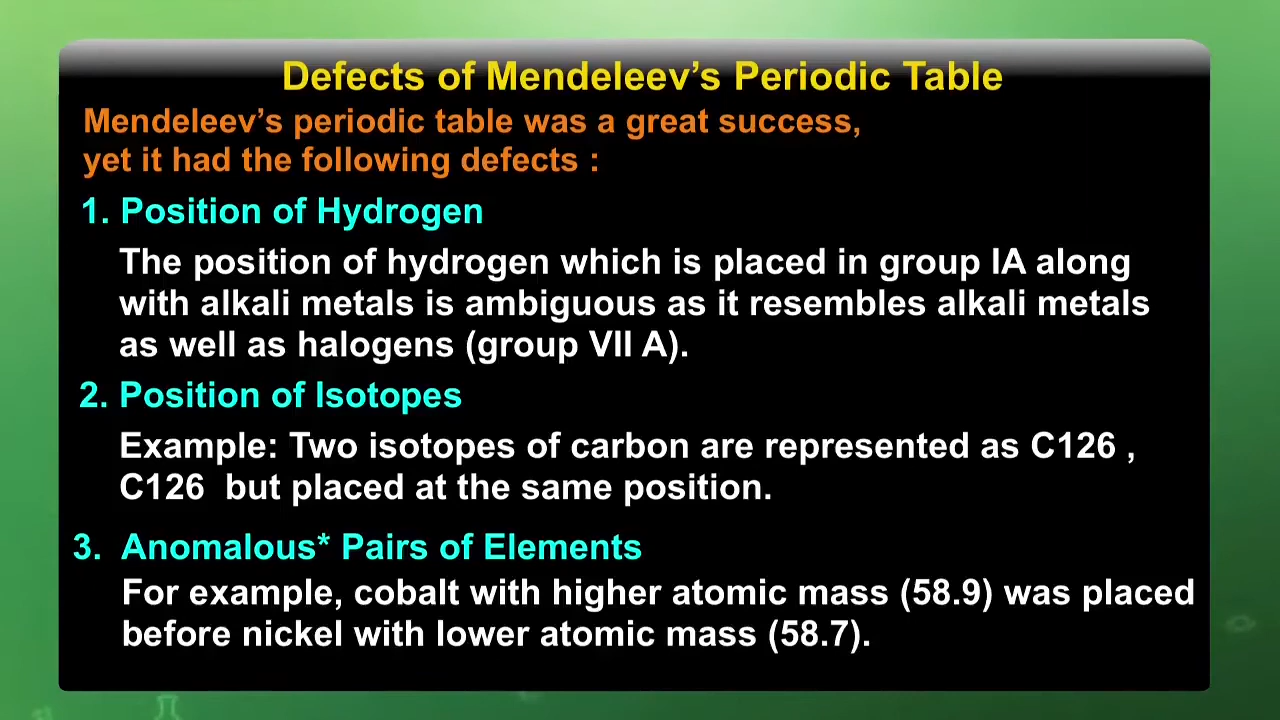 Defects of Mendeleev’s Periodic Table
Mendeleev’s periodic table was a great success,
yet it had the following defects :
1. Position of Hydrogen
The position of hydrogen which is placed in group IA along
with alkali metals is ambiguous as it resembles alkali metals
as well as halogens (group VII A).
2. Position of Isotopes
Example: Two isotopes of carbon are represented as C126 ,
C126 but placed at the same position.
3. Anomalous* Pairs of Elements
For example, cobalt with higher atomic mass (58.9) was placed
before nickel with lower atomic mass (58.7).